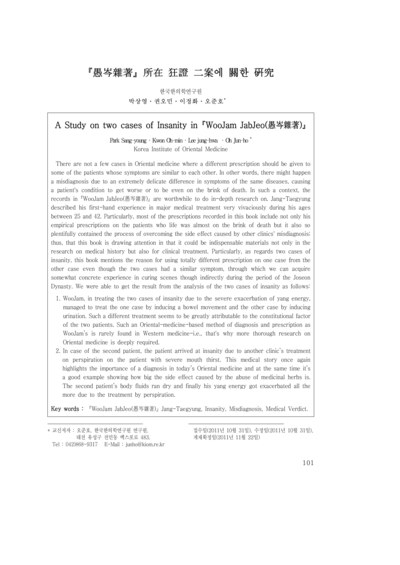 『愚岑雜著』所在 狂證 二案에 關한 硏究
한국한의학연구원
박상영·권오민·이정화·오준호*
A Study on two cases of Insanity in 『WooJam JabJeo(愚岑雜著)』
Park Sang-young · Kwon Oh-min · Lee jung-hwa · Oh Jun-ho *
Korea Institute of Oriental Medicine
There are not a few cases in Oriental medicine where a different prescription should be given to
some of the patients whose symptoms are similar to each other. In other words, there might happen
a misdiagnosis due to an extremely delicate difference in symptoms of the same diseases, causing
a patient's condition to get worse or to be even on the brink of death. In such a context, the
records in 『WooJam JabJeo(愚岑雜著)』 are worthwhile to do in-depth research on. Jang-Taegyang
described his first-hand experience in major medical treatment very vivaciously during his ages
between 25 and 42. Particularly, most of the prescriptions recorded in this book include not only his
empirical prescriptions on the patients who life was almost on the brink of death but it also so
plentifully contained the process of overcoming the side effect caused by other clinics' misdiagnosis;
thus, that this book is drawing attention in that it could be indispensable materials not only in the
research on medical history but also for clinical treatment. Particularly, as regards two cases of
insanity, this book mentions the reason for using totally different prescription on one case from the
other case even though the two cases had a similar symptom, through which we can acquire
somewhat concrete experience in curing scenes though indirectly during the period of the Joseon
Dynasty. We were able to get the result from the analysis of the two cases of insanity as follows:
1. WooJam, in treating the two cases of insanity due to the severe exacerbation of yang energy,
managed to treat the one case by inducing a bowel movement and the other case by inducing
urination. Such a different treatment seems to be greatly attributable to the constitutional factor
of the two patients. Such an Oriental-medicine-based method of diagnosis and prescription as
WooJam's is rarely found in Western medicine-i.e., that's why more thorough research on
Oriental medicine is deeply required.
2. In case of the second patient, the patient arrived at insanity due to another clinic's treatment
on perspiration on the patient with severe mouth thirst. This medical story once again
highlights the importance of a diagnosis in today's Oriental medicine and at the same time it's
a good example showing how big the side effect caused by the abuse of medicinal herbs is.
The second patient's body fluids ran dry and finally his yang energy got exacerbated all the
more due to the treatment by perspiration.
Key words : 『WooJam JabJeo(愚岑雜著)』 Jang-Taegyung, Insanity, Misdiagnosis, Medical Verdict.
* 교신저자 : 오준호, 한국한의학연구원 연구원,
대전 유성구 전민동 엑스포로 483,
Tel : 042)868-9317 E-Mail : junho@kiom.re.kr
접수일(2011년 10월 31일), 수정일(2011년 10월 31일),
게재확정일(2011년 11월 22일)
101